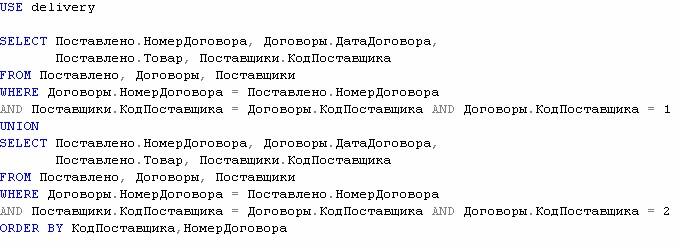 USE delivery
SELECT Поставлено.НомерДоговора, Договоры.ДатаДоговора,
Поставлено.Товар, Поставщики.КодПоставщика
FROM Поставлено, Договоры, Поставщики
WHERE Договоры.НомерДоговора = Поставлено.НомерДоговора
AND Поставщики.КодПоставщика = Договоры.КодПоставщика AND Договоры.КодПоставщика = 1
UNION
SELECT Поставлено.НомерДоговора, Договоры.ДатаДоговора,
Поставлено.Товар, Поставщики.КодПоставщика
FROM Поставлено, Договоры, Поставщики
WHERE Договоры.НомерДоговора = Поставлено.НомерДоговора
AND Поставщики.КодПоставщика = Договоры.КодПоставщика AND Договоры.КодПоставщика = 2
ORDER BY КодПоставщика,НомерДоговора